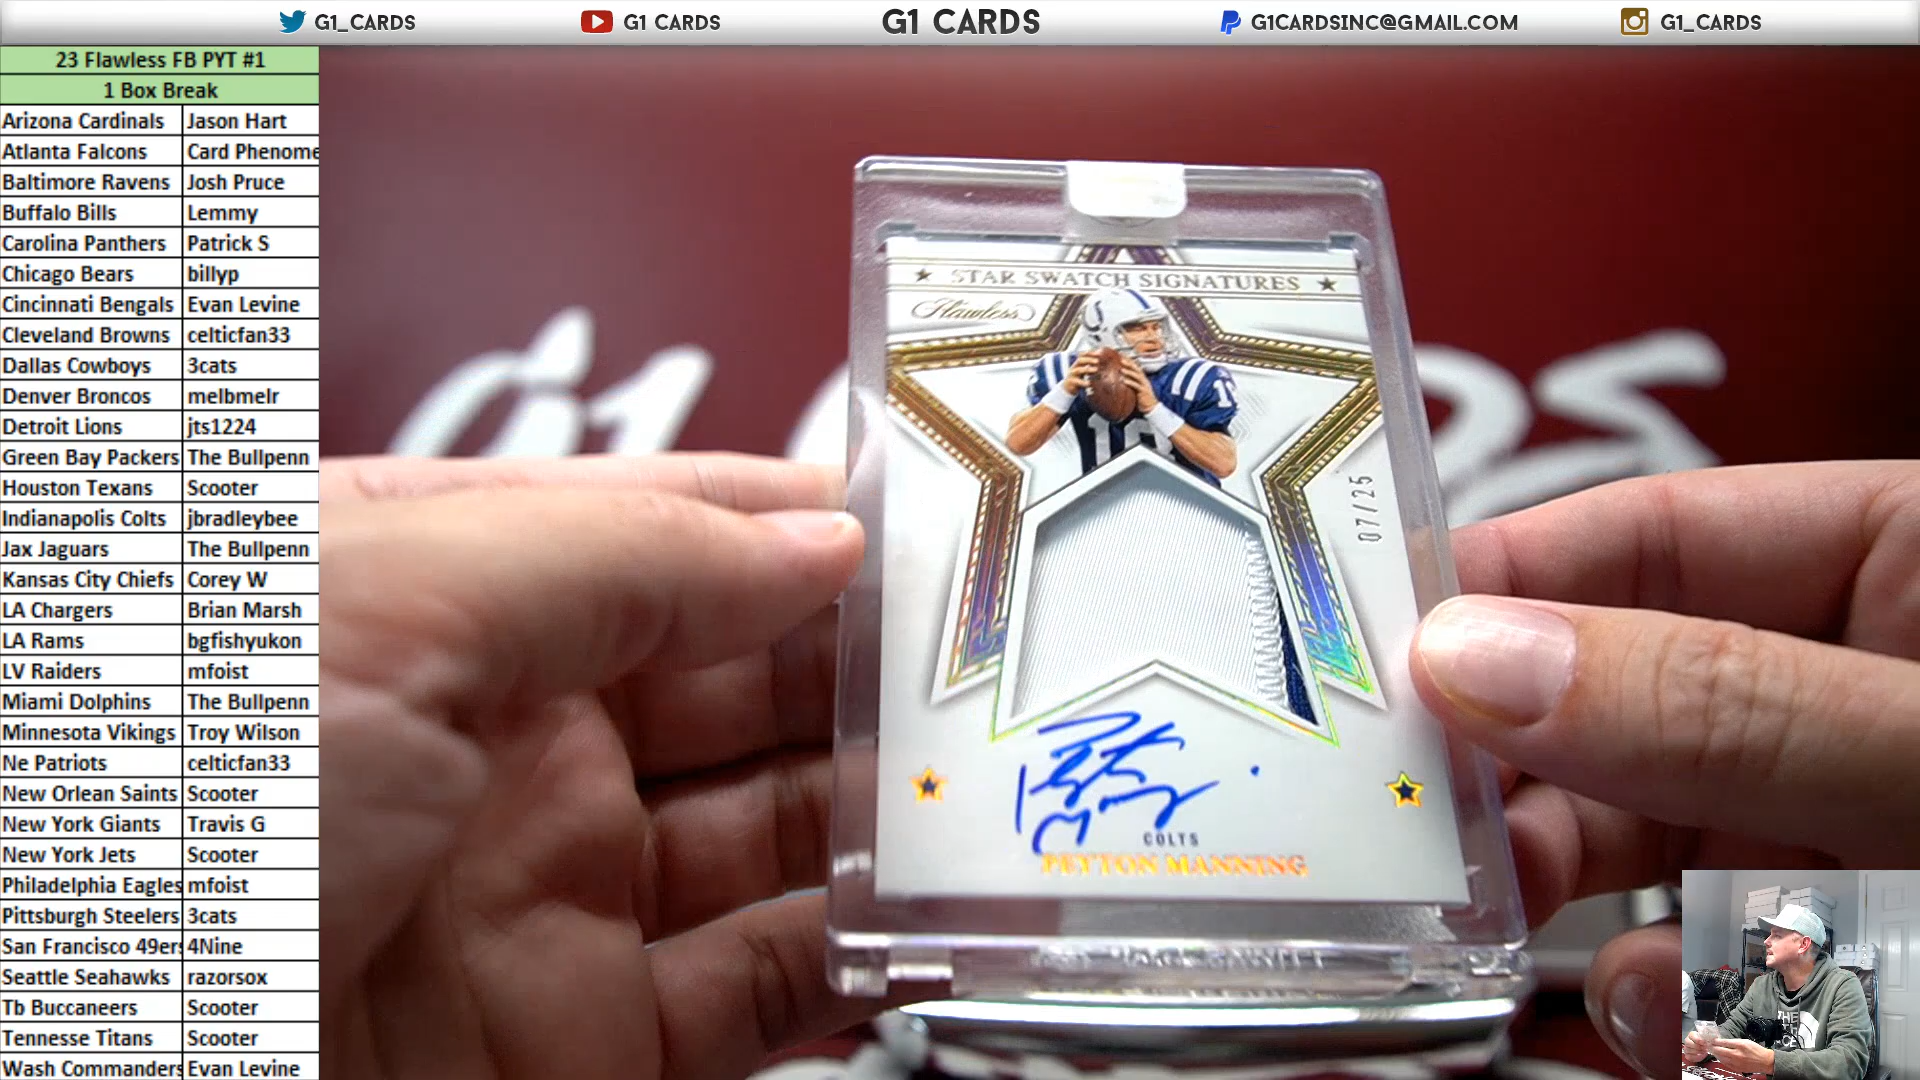 G1_CARDS G1 CARDS G1 CARDS G1CARDSINC@GMAIL.COM G1_CARDS
23 Flawless FB PYT #1
1 Box Break
Arizona Cardinals Jason Hart
Atlanta Falcons Card Phenome
Baltimore Ravens Josh Pruce
Buffalo Bills Lemmy
Carolina Panthers Patrick S
Chicago Bears billyp
Cincinnati Bengals Evan Levine
Cleveland Browns celticfan33
Dallas Cowboys 3cats
Denver Broncos melbmelr
Detroit Lions jts1224
Green Bay Packers The Bullpenn
Houston Texans Scooter
Indianapolis Colts jbradleybee
Jax Jaguars The Bullpenn
Kansas City Chiefs Corey W
LA Chargers Brian Marsh
LA Rams bgfishyukon
LV Raiders mfoist
Miami Dolphins The Bullpenn
Minnesota Vikings Troy Wilson
Ne Patriots celticfan33
New Orlean Saints Scooter
New York Giants Travis G
New York Jets Scooter
Philadelphia Eagles mfoist
Pittsburgh Steelers 3cats
San Francisco 49ers 4Nine
Seattle Seahawks razorsox
Tb Buccaneers Scooter
Tennesse Titans Scooter
Wash Commanders Evan Levine
STAR SWATCH SIGNATURES
Flawless
07/25
Peyton Manning
COLTS
PEYTON MANNING